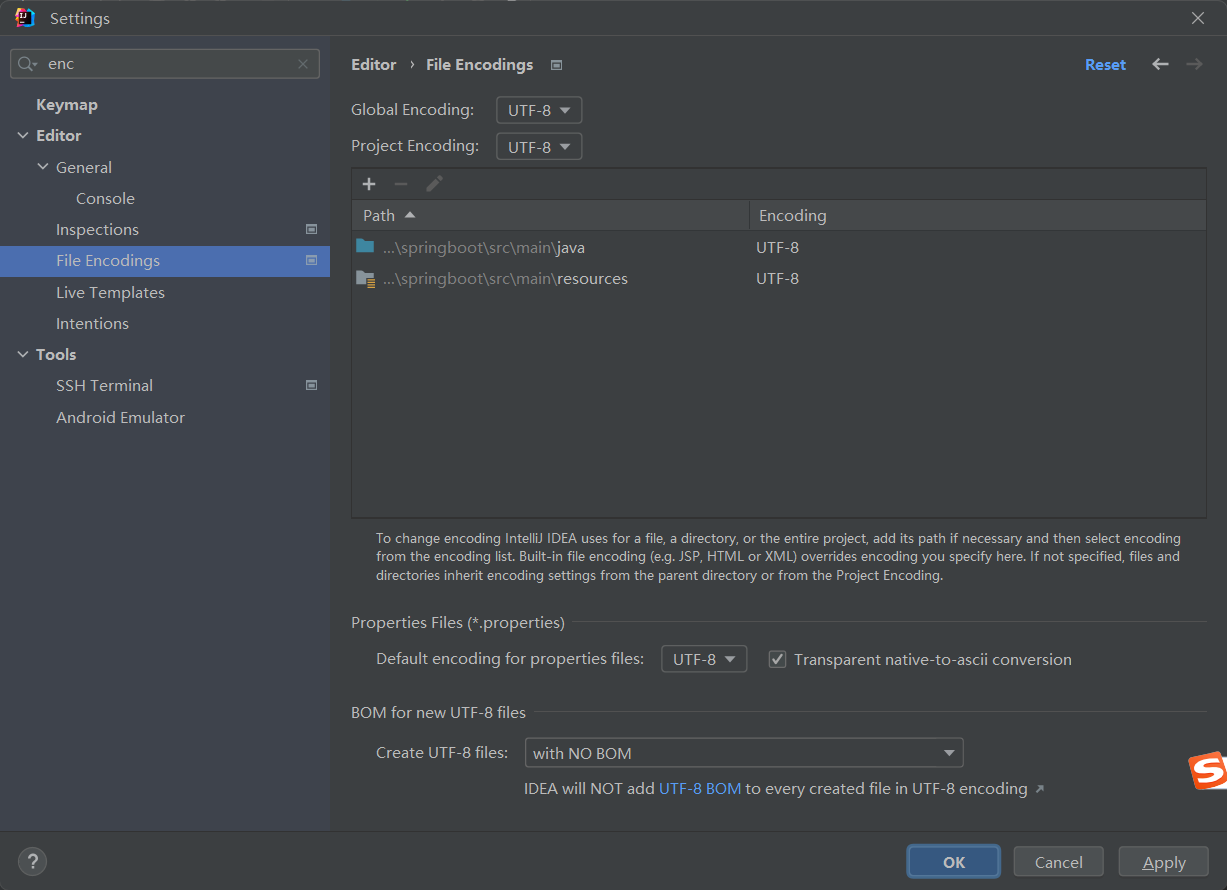 Settings
enc
Keymap
Editor
General
Console
Inspections
File Encodings
Live Templates
Intentions
Tools
SSH Terminal
Android Emulator
Editor › File Encodings
Reset
Global Encoding: UTF-8
Project Encoding: UTF-8
Path Encoding
...\springboot\src\main\java UTF-8
...\springboot\src\main\resources UTF-8
To change encoding IntelliJ IDEA uses for a file, a directory, or the entire project, add its path if necessary and then select encoding
from the encoding list. Built-in file encoding (e.g. JSP, HTML or XML) overrides encoding you specify here. If not specified, files and
directories inherit encoding settings from the parent directory or from the Project Encoding.
Properties Files (*.properties)
Default encoding for properties files: UTF-8 Transparent native-to-ascii conversion
BOM for new UTF-8 files
Create UTF-8 files: with NO BOM
IDEA will NOT add UTF-8 BOM to every created file in UTF-8 encoding ↗
? OK Cancel Apply